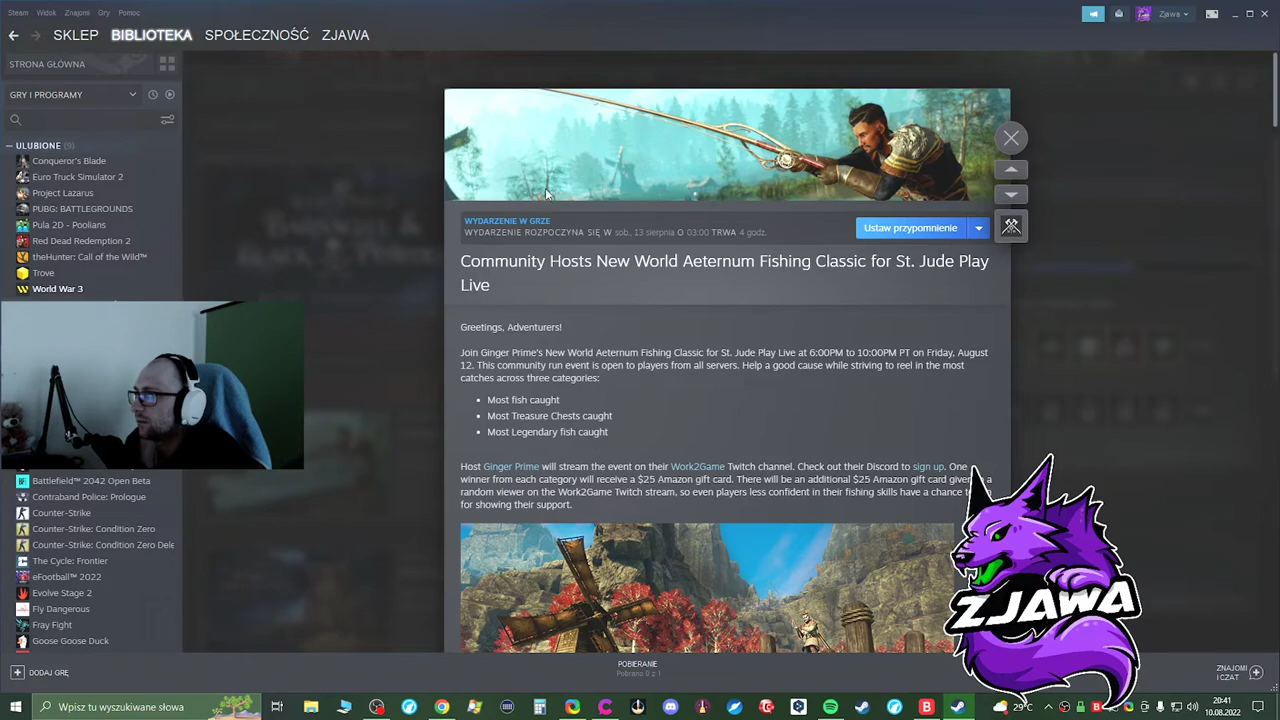 Steam Widok Znajomi Gry Pomoc
Zjawa
SKLEP BIBLIOTEKA SPOŁECZNOŚĆ ZJAWA
STRONA GŁÓWNA
GRY I PROGRAMY
ULUBIONE (9)
Conqueror's Blade
Euro Truck Simulator 2
Project Lazarus
PUBG: BATTLEGROUNDS
Pula 2D - Poolians
Red Dead Redemption 2
theHunter: Call of the Wild™
Trove
World War 3
Battlefield™ 2042 Open Beta
Contraband Police: Prologue
Counter-Strike
Counter-Strike: Condition Zero
Counter-Strike: Condition Zero Dele
The Cycle: Frontier
eFootball™ 2022
Evolve Stage 2
Fly Dangerous
Fray Fight
Goose Goose Duck
WYDARZENIE W GRZE
WYDARZENIE ROZPOCZYNA SIĘ W sob., 13 sierpnia O 03:00 TRWA 4 godz.
Ustaw przypomnienie
Community Hosts New World Aeternum Fishing Classic for St. Jude Play
Live
Greetings, Adventurers!
Join Ginger Prime's New World Aeternum Fishing Classic for St. Jude Play Live at 6:00PM to 10:00PM PT on Friday, August
12. This community run event is open to players from all servers. Help a good cause while striving to reel in the most
catches across three categories:
Most fish caught
Most Treasure Chests caught
Most Legendary fish caught
Host Ginger Prime will stream the event on their Work2Game Twitch channel. Check out their Discord to sign up. One
winner from each category will receive a $25 Amazon gift card. There will be an additional $25 Amazon gift card
random viewer on the Work2Game Twitch stream, so even players less confident in their fishing skills have a chance
for showing their support.
ZJAWA
DODAJ GRĘ
POBIERANIE
Pobrano 0 z 1
ZNAJOMI
I CZAT
Wpisz tu wyszukiwane słowa
29°C
20:41
10.08.2022